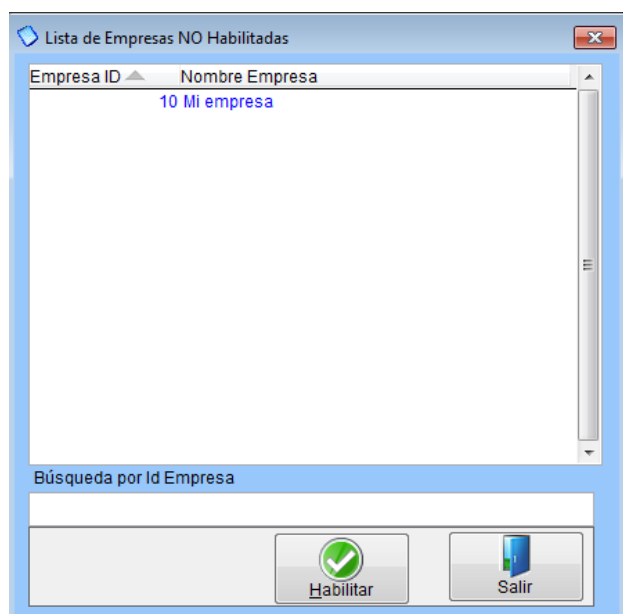 Lista de Empresas NO Habilitadas
Empresa ID Nombre Empresa
10 Mi empresa
Búsqueda por Id Empresa
Habilitar Salir